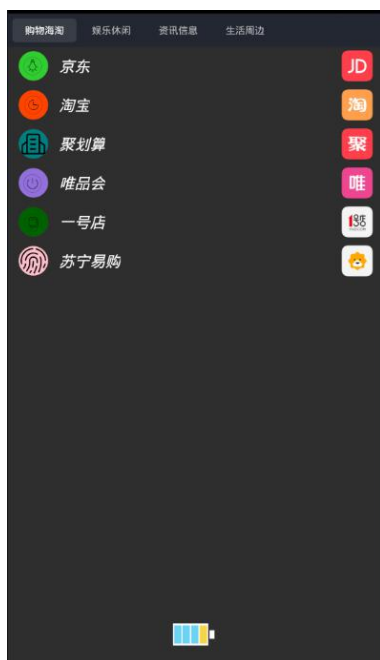 购物海淘 娱乐休闲 资讯信息 生活周边
京东 JD
淘宝 淘
聚划算 聚
唯品会 唯
一号店 1号店
苏宁易购